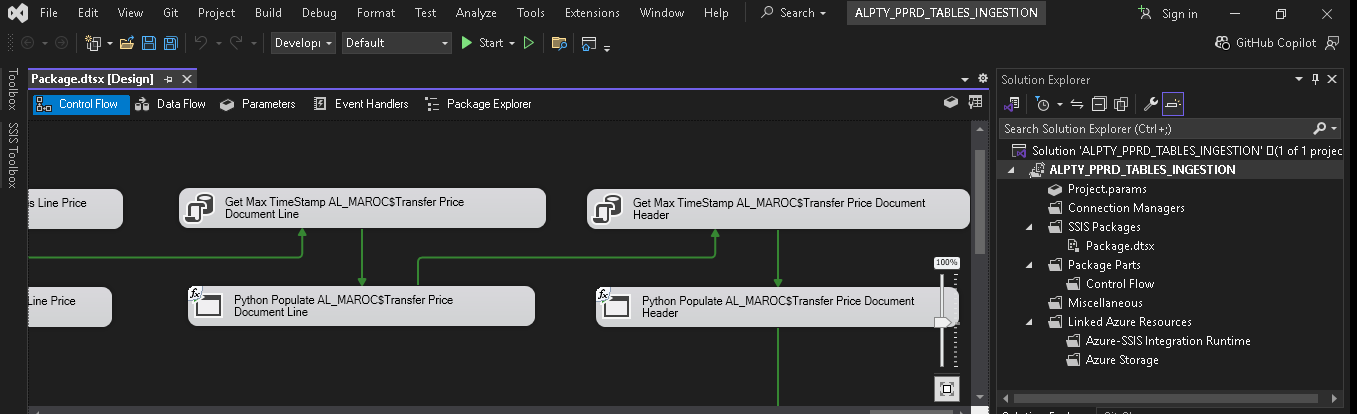 File Edit View Git Project Build Debug Format Test Analyze Tools Extensions Window Help Search ALPTY_PPRD_TABLES_INGESTION Sign in
Developi Default Start GitHub Copilot
Toolbox
SSIS Toolbox
Package.dtsx [Design]
Control Flow Data Flow Parameters Event Handlers Package Explorer
s Line Price
Get Max TimeStamp AL_MAROC$Transfer Price
Document Line
Get Max TimeStamp AL_MAROC$Transfer Price Document
Header
100%
Line Price
fx
Python Populate AL_MAROC$Transfer Price
Document Line
fx
Python Populate AL_MAROC$Transfer Price Document
Header
Solution Explorer
Search Solution Explorer (Ctrl+;)
Solution 'ALPTY_PPRD_TABLES_INGESTION' (1 of 1 projec
ALPTY_PPRD_TABLES_INGESTION
Project.params
Connection Managers
SSIS Packages
Package.dtsx
Package Parts
Control Flow
Miscellaneous
Linked Azure Resources
Azure-SSIS Integration Runtime
Azure Storage